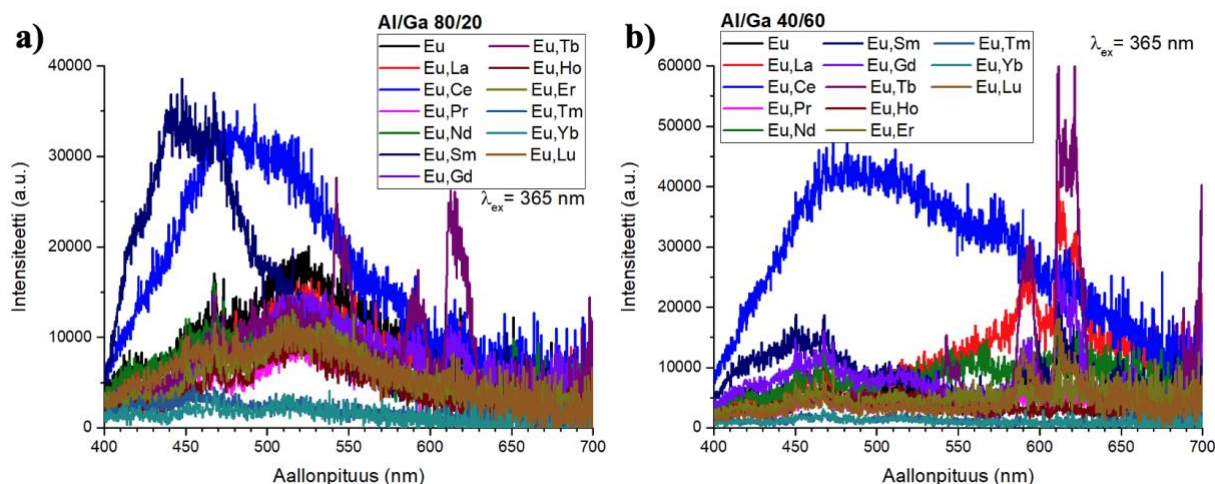 a)
Al/Ga 80/20
Eu Eu,Tb
Eu,La Eu,Ho
Eu,Ce Eu,Er
Eu,Pr Eu,Tm
Eu,Nd Eu,Yb
Eu,Sm Eu,Lu
Eu,Gd
λex= 365 nm
Intensiteetti (a.u.)
40000
30000
20000
10000
0
400 450 500 550 600 650 700
Aallonpituus (nm)
b)
Al/Ga 40/60
λex = 365 nm
Eu Eu,Sm Eu,Tm
Eu,La Eu,Gd Eu,Yb
Eu,Ce Eu,Tb Eu,Lu
Eu,Pr Eu,Ho
Eu,Nd Eu,Er
Intensiteetti (a.u.)
60000
50000
40000
30000
20000
10000
0
400 450 500 550 600 650 700
Aallonpituus (nm)